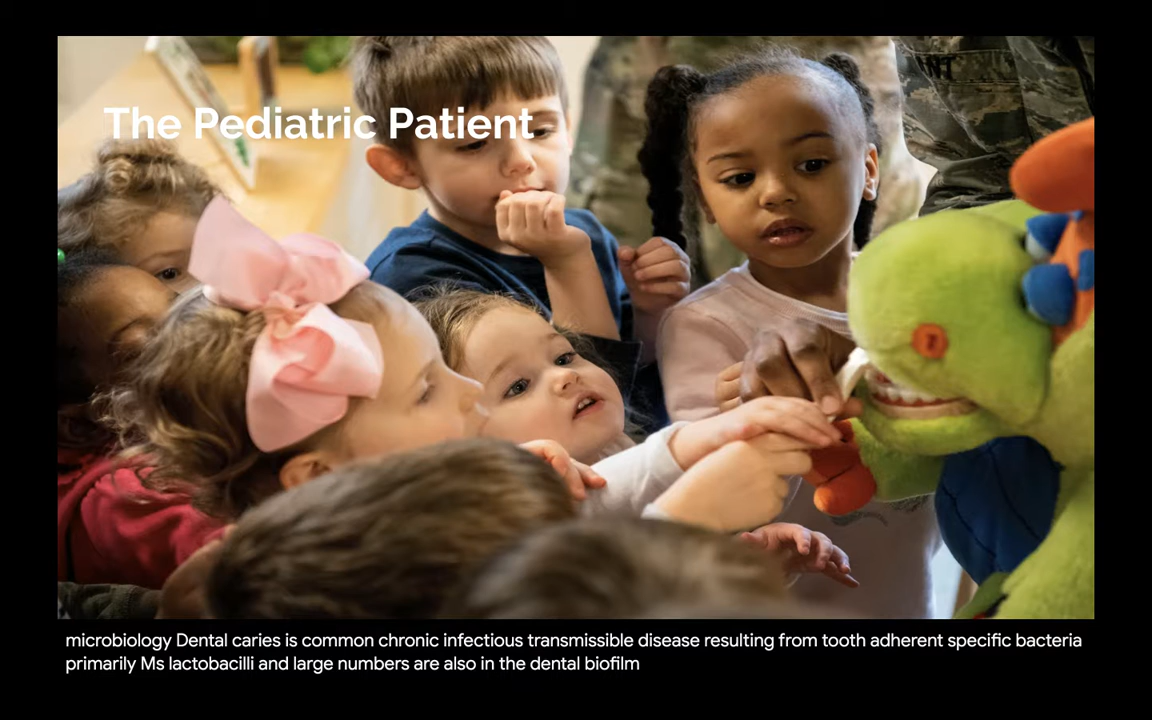 The Pediatric Patient
microbiology Dental caries is common chronic infectious transmissible disease resulting from tooth adherent specific bacteria
primarily Ms lactobacilli and large numbers are also in the dental biofilm